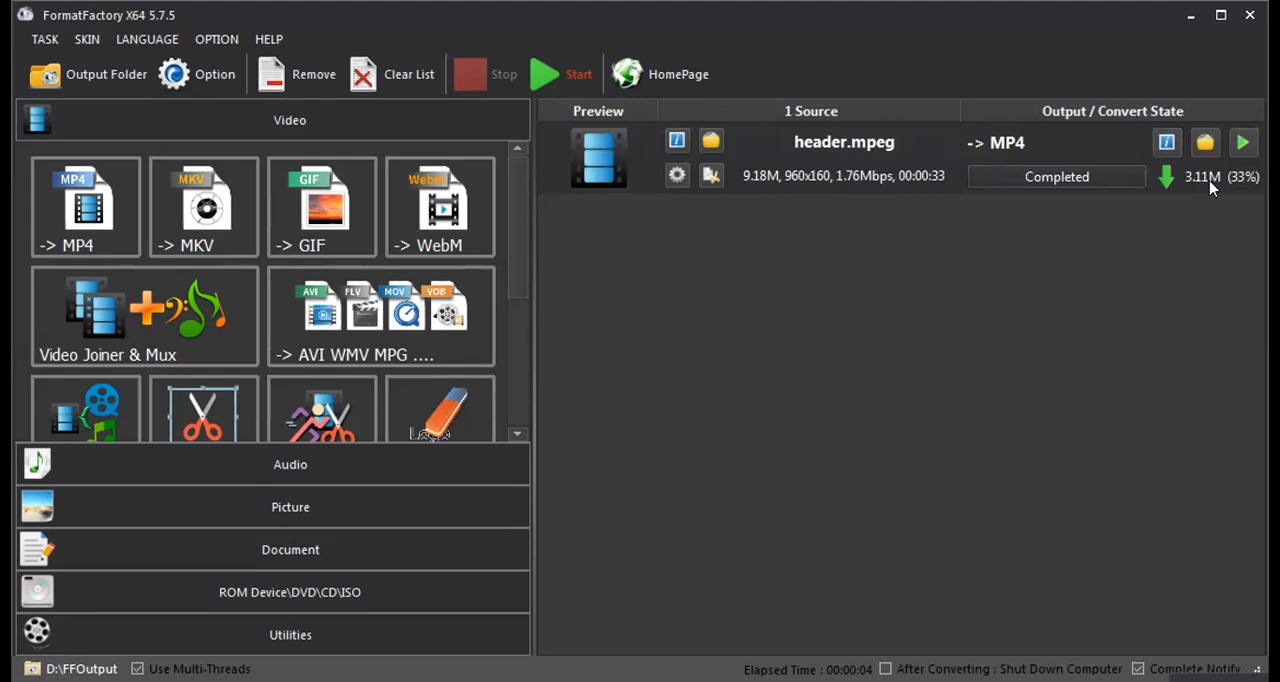 FormatFactory X64 5.7.5
TASK SKIN LANGUAGE OPTION HELP
Output Folder Option Remove Clear List Stop Start HomePage
Video
Preview 1 Source Output / Convert State
header.mpeg -> MP4
9.18M, 960x160, 1.76Mbps, 00:00:33 Completed 3.11M (33%)
MP4 MKV GIF WebM
-> MP4 -> MKV -> GIF -> WebM
AVI FLV MOV VOB
Video Joiner & Mux -> AVI WMV MPG ....
Logo
Audio
Picture
Document
ROM Device\DVD\CD\ISO
Utilities
D:\FFOutput Use Multi-Threads Elapsed Time : 00:00:04 After Converting : Shut Down Computer Complete Notify